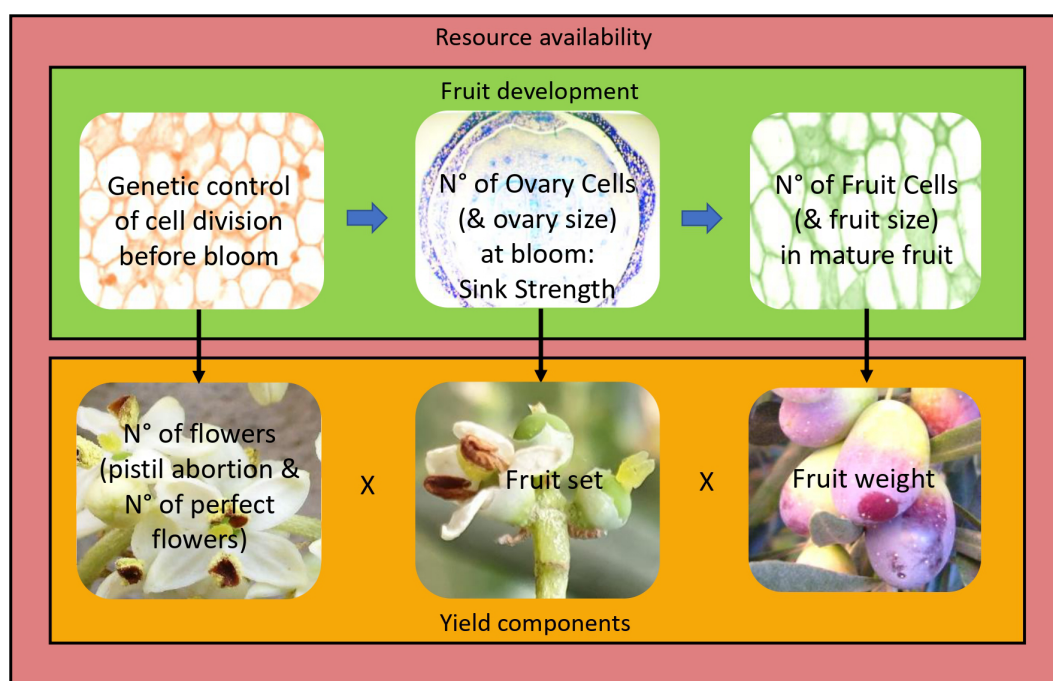 Resource availability
Fruit development
Genetic control
of cell division
before bloom
N° of Ovary Cells
(& ovary size)
at bloom:
Sink Strength
N° of Fruit Cells
(& fruit size)
in mature fruit
N° of flowers
(pistil abortion &
N° of perfect
flowers)
X
Fruit set
X
Fruit weight
Yield components